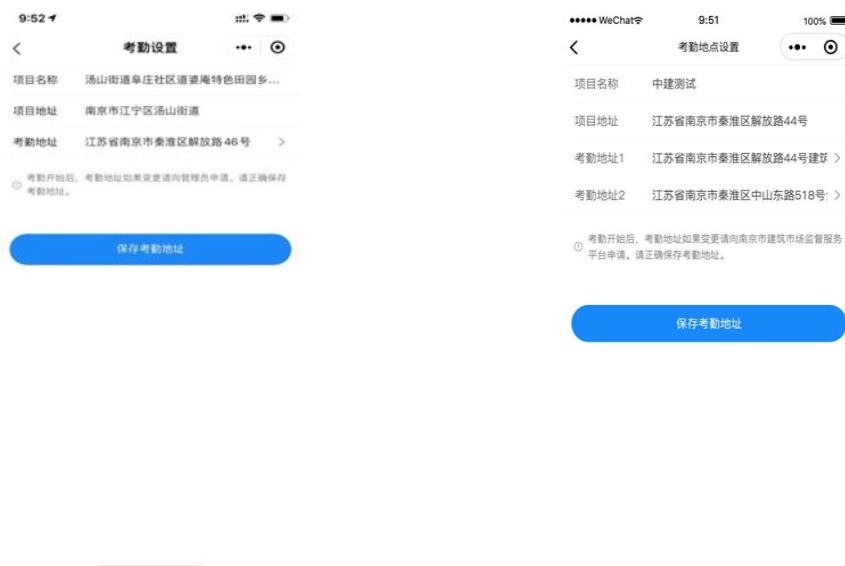 9:52
考勤设置
项目名称 汤山街道阜庄社区道婆庵特色田园乡...
项目地址 南京市江宁区汤山街道
考勤地址 江苏省南京市秦淮区解放路46号
考勤开始后，考勤地址如果变更请向管理员申请。请正确保存
考勤地址。
保存考勤地址
WeChat 9:51 100%
考勤地点设置
项目名称 中建测试
项目地址 江苏省南京市秦淮区解放路44号
考勤地址1 江苏省南京市秦淮区解放路44号建筑
考勤地址2 江苏省南京市秦淮区中山东路518号
考勤开始后，考勤地址如果变更请向南京市建筑市场监督服务
平台申请。请正确保存考勤地址。
保存考勤地址